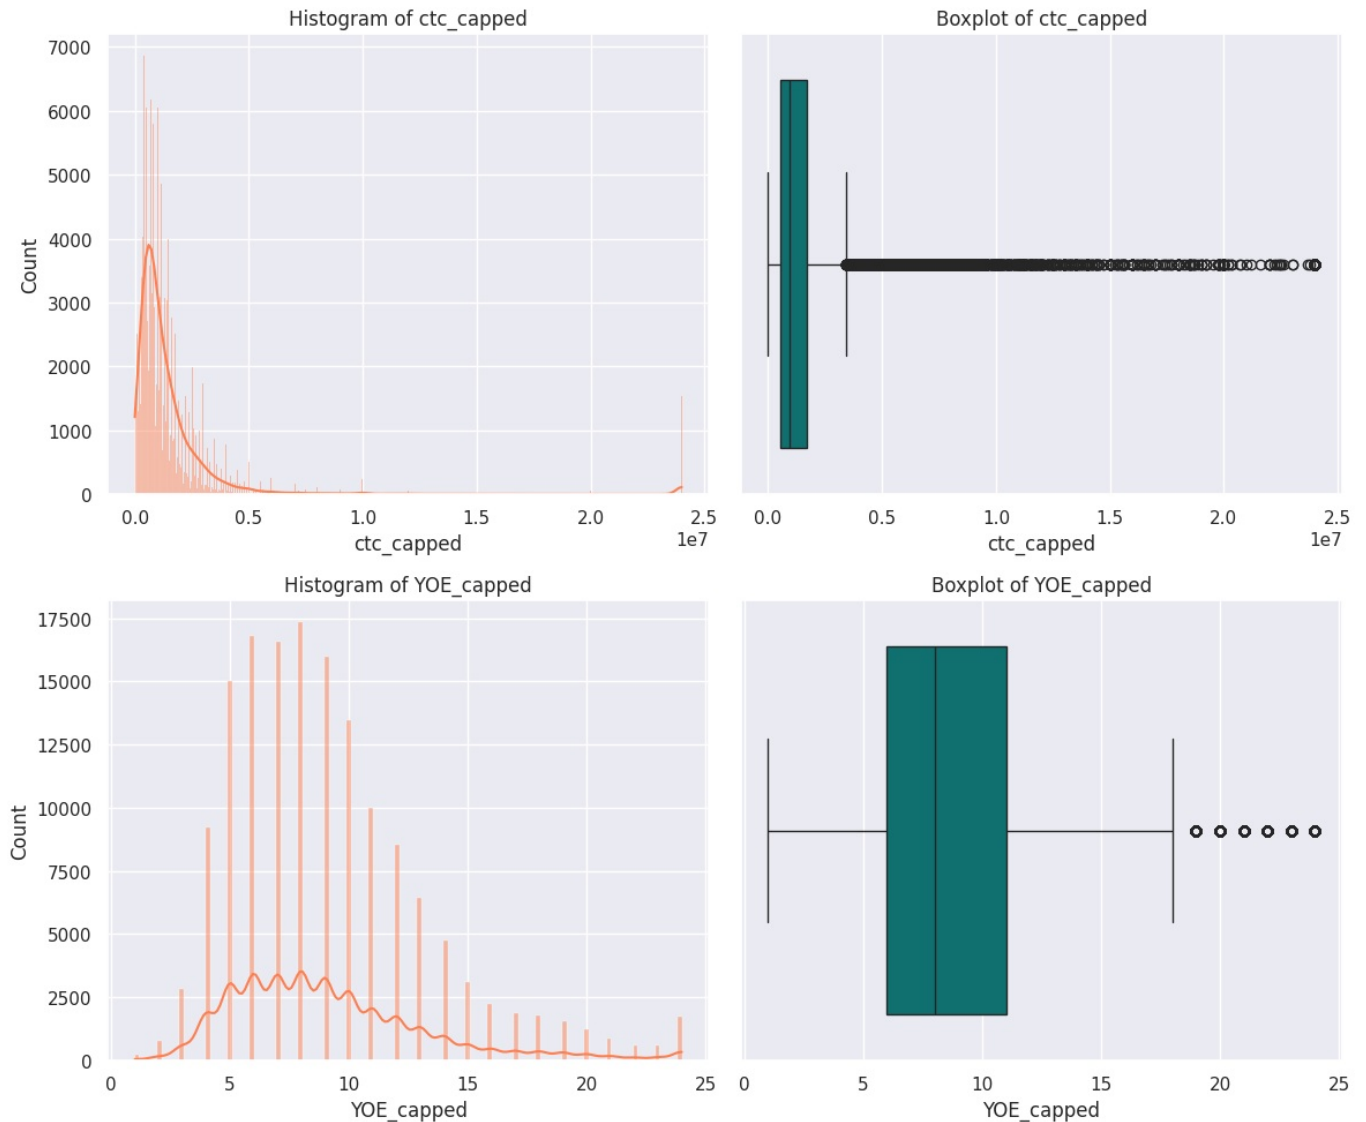 Histogram of ctc_capped
7000
6000
5000
4000
3000
2000
1000
0
Count
0.0 0.5 1.0 1.5 2.0 2.5
1e7
ctc_capped
Boxplot of ctc_capped
0.0 0.5 1.0 1.5 2.0 2.5
1e7
ctc_capped
Histogram of YOE_capped
17500
15000
12500
10000
7500
5000
2500
0
Count
0 5 10 15 20 25
YOE_capped
Boxplot of YOE_capped
0 5 10 15 20 25
YOE_capped